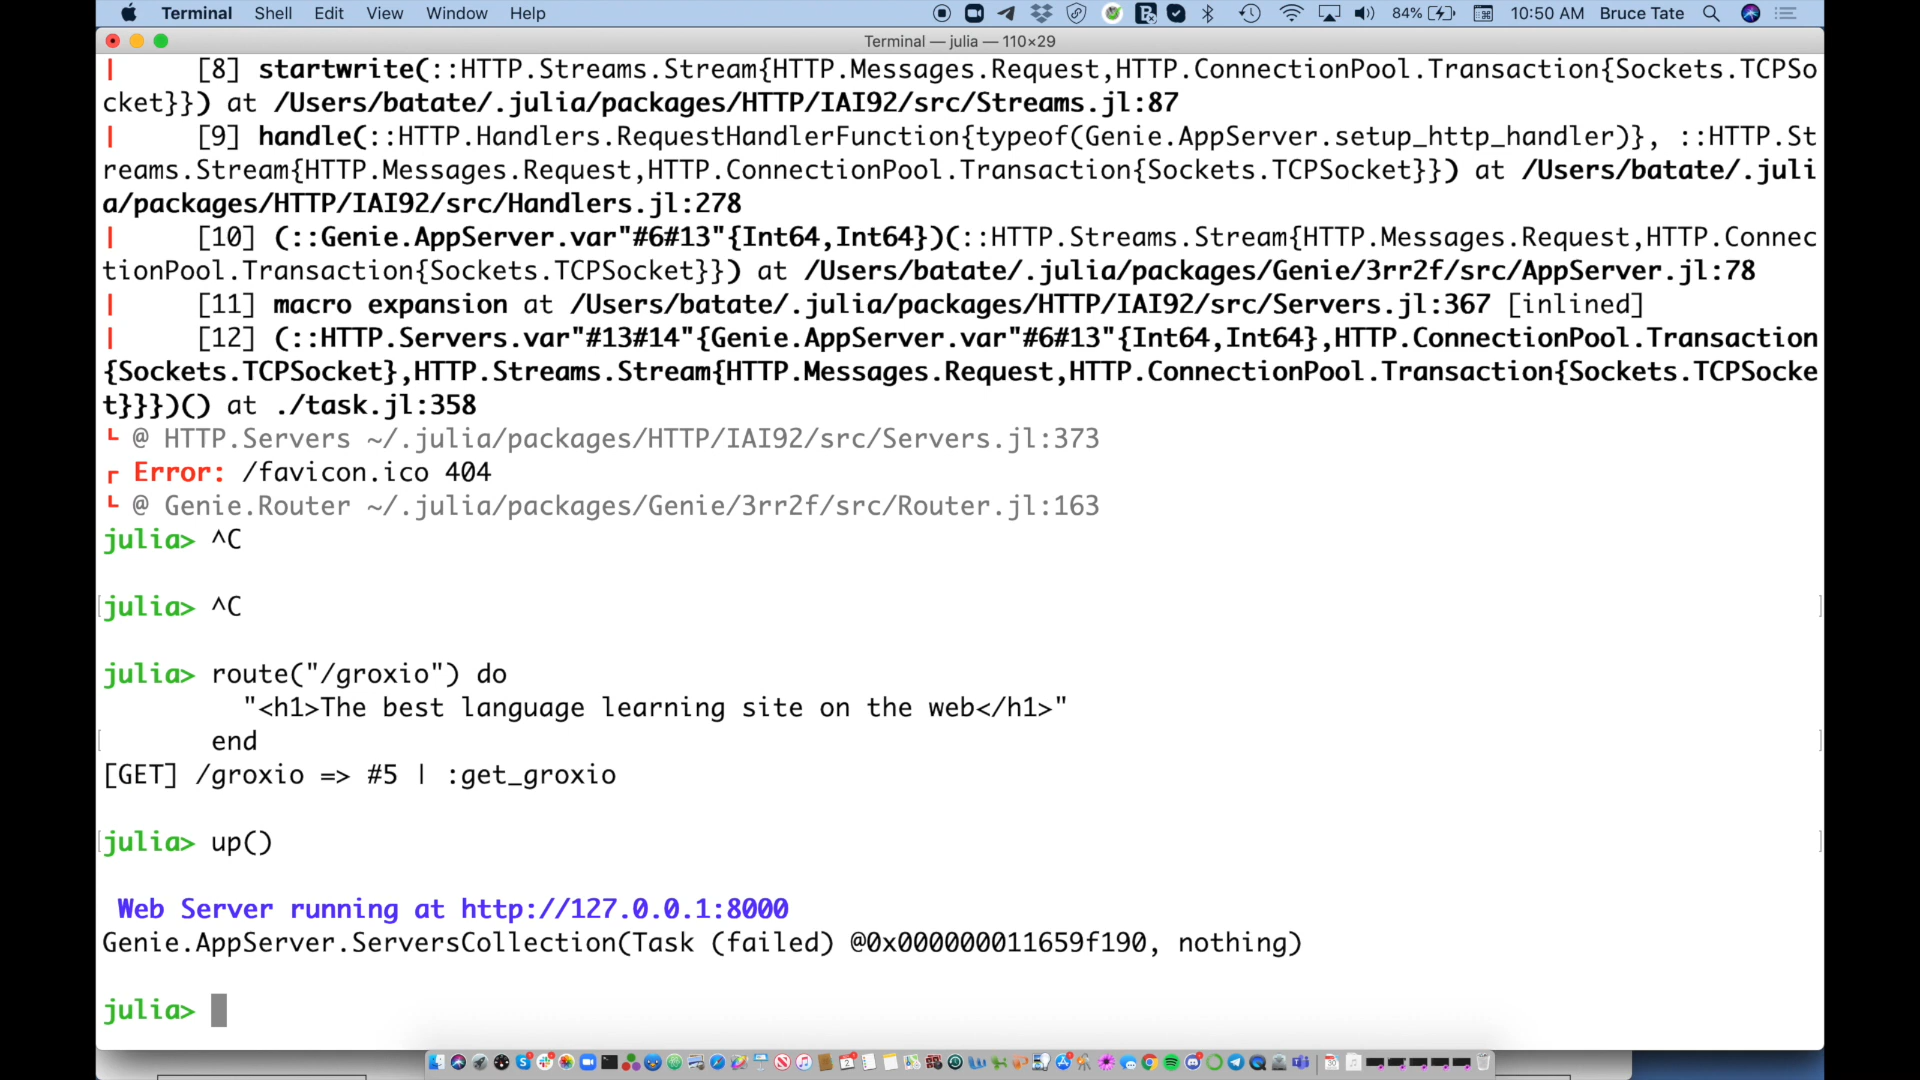 Terminal Shell Edit View Window Help 84% 10:50 AM Bruce Tate
Terminal — julia — 110×29
|      [8] startwrite(::HTTP.Streams.Stream{HTTP.Messages.Request,HTTP.ConnectionPool.Transaction{Sockets.TCPSo
cket}}) at /Users/batate/.julia/packages/HTTP/IAI92/src/Streams.jl:87
|      [9] handle(::HTTP.Handlers.RequestHandlerFunction{typeof(Genie.AppServer.setup_http_handler)}, ::HTTP.St
reams.Stream{HTTP.Messages.Request,HTTP.ConnectionPool.Transaction{Sockets.TCPSocket}}) at /Users/batate/.juli
a/packages/HTTP/IAI92/src/Handlers.jl:278
|      [10] (::Genie.AppServer.var"#6#13"{Int64,Int64})(::HTTP.Streams.Stream{HTTP.Messages.Request,HTTP.Connec
tionPool.Transaction{Sockets.TCPSocket}}) at /Users/batate/.julia/packages/Genie/3rr2f/src/AppServer.jl:78
|      [11] macro expansion at /Users/batate/.julia/packages/HTTP/IAI92/src/Servers.jl:367 [inlined]
|      [12] (::HTTP.Servers.var"#13#14"{Genie.AppServer.var"#6#13"{Int64,Int64},HTTP.ConnectionPool.Transaction
{Sockets.TCPSocket},HTTP.Streams.Stream{HTTP.Messages.Request,HTTP.ConnectionPool.Transaction{Sockets.TCPSocke
t}}})() at ./task.jl:358
└ @ HTTP.Servers ~/.julia/packages/HTTP/IAI92/src/Servers.jl:373
┌ Error: /favicon.ico 404
└ @ Genie.Router ~/.julia/packages/Genie/3rr2f/src/Router.jl:163
julia> ^C
julia> ^C
julia> route("/groxio") do
"<h1>The best language learning site on the web</h1>"
end
[GET] /groxio => #5 | :get_groxio
julia> up()
Web Server running at http://127.0.0.1:8000
Genie.AppServer.ServersCollection(Task (failed) @0x000000011659f190, nothing)
julia>